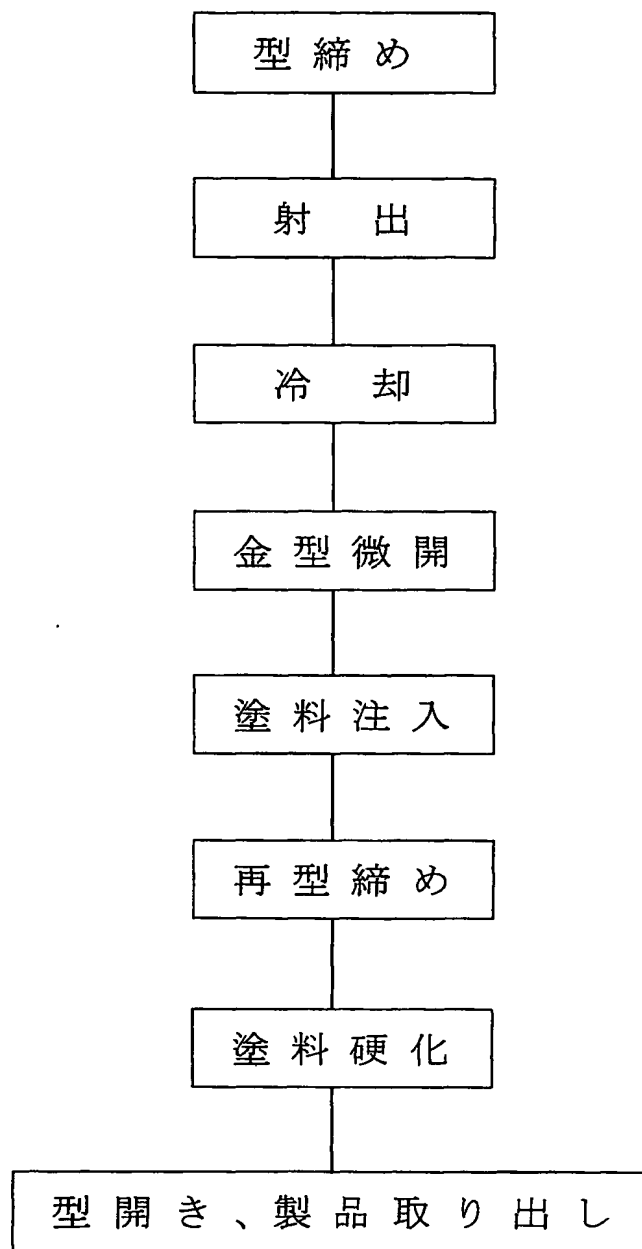 型締め
射出
冷却
金型微開
塗料注入
再型締め
塗料硬化
型開き、製品取り出し